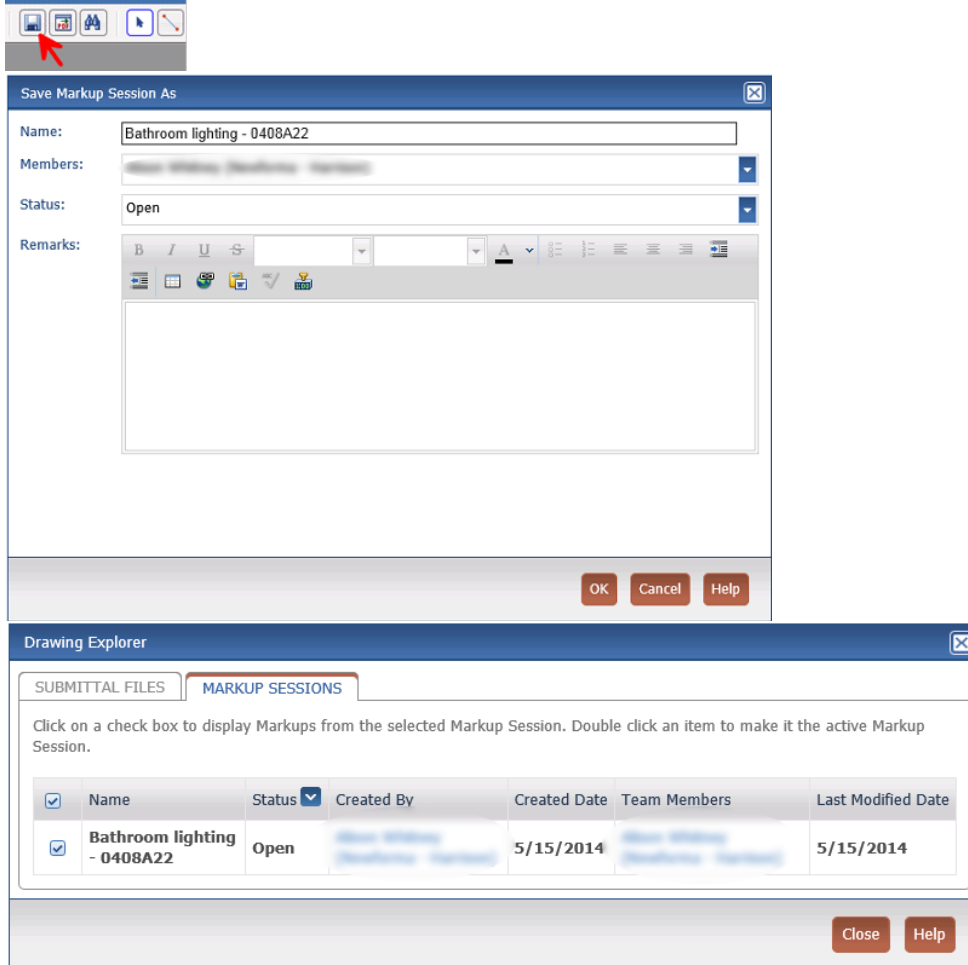 Save Markup Session As
Name:
Bathroom lighting - 0408A22
Members:
Status:
Open
Remarks:
B I U S A
OK Cancel Help
Drawing Explorer
SUBMITTAL FILES MARKUP SESSIONS
Click on a check box to display Markups from the selected Markup Session. Double click an item to make it the active Markup
Session.
Name Status Created By Created Date Team Members Last Modified Date
Bathroom lighting
- 0408A22
Open 5/15/2014 5/15/2014
Close Help